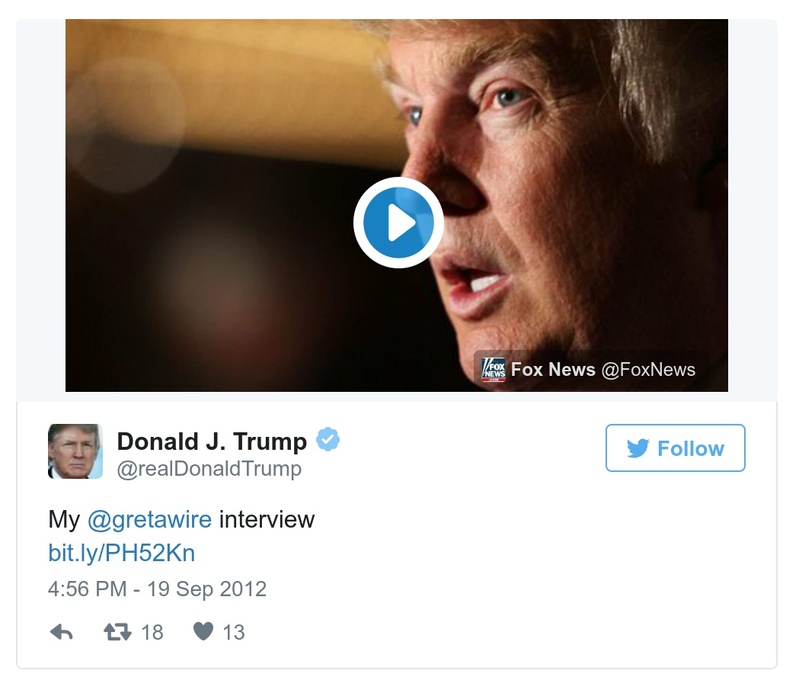 FOX
NEWS
Fox News @FoxNews
Donald J. Trump
@realDonaldTrump
Follow
My @gretawire interview
bit.ly/PH52Kn
4:56 PM - 19 Sep 2012
18 13